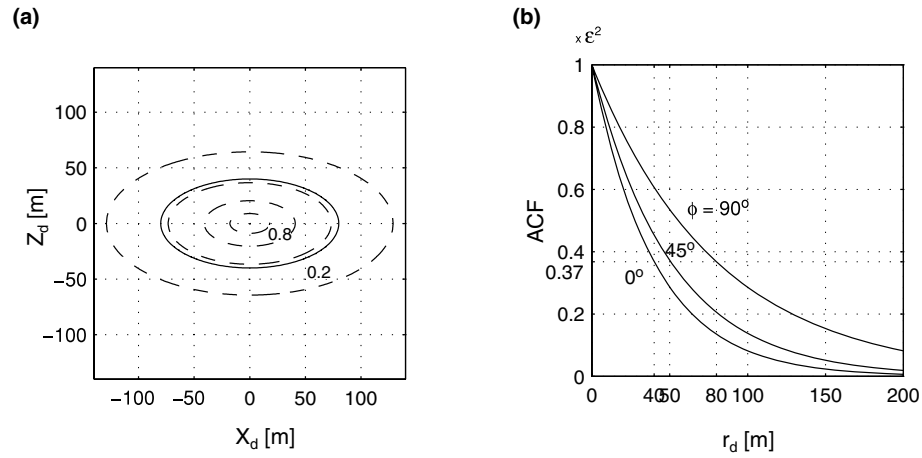 (a)
100
50
0
−50
−100
Z_d [m]
−100 −50 0 50 100
X_d [m]
0.8
0.2
(b)
× ε²
1
0.8
0.6
0.4
0.37
0.2
0
ACF
ϕ = 90°
45°
0°
0 40 50 80 100 150 200
r_d [m]